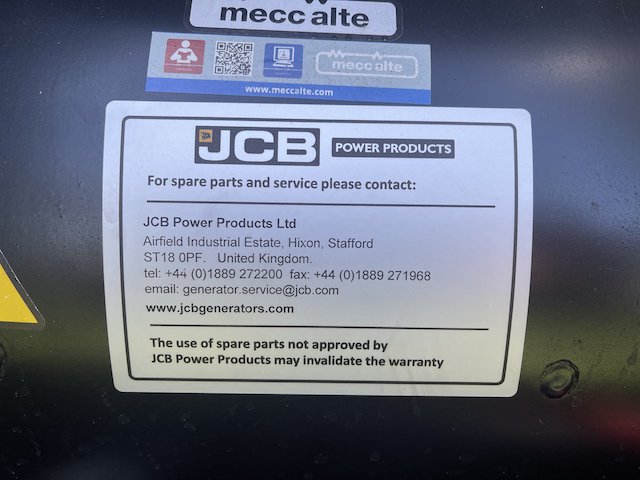 mecc alte
mecc alte
www.meccalte.com
JCB POWER PRODUCTS
For spare parts and service please contact:
JCB Power Products Ltd
Airfield Industrial Estate, Hixon, Stafford
ST18 0PF. United Kingdom.
tel: +44 (0)1889 272200 fax: +44 (0)1889 271968
email: generator.service@jcb.com
www.jcbgenerators.com
The use of spare parts not approved by
JCB Power Products may invalidate the warranty